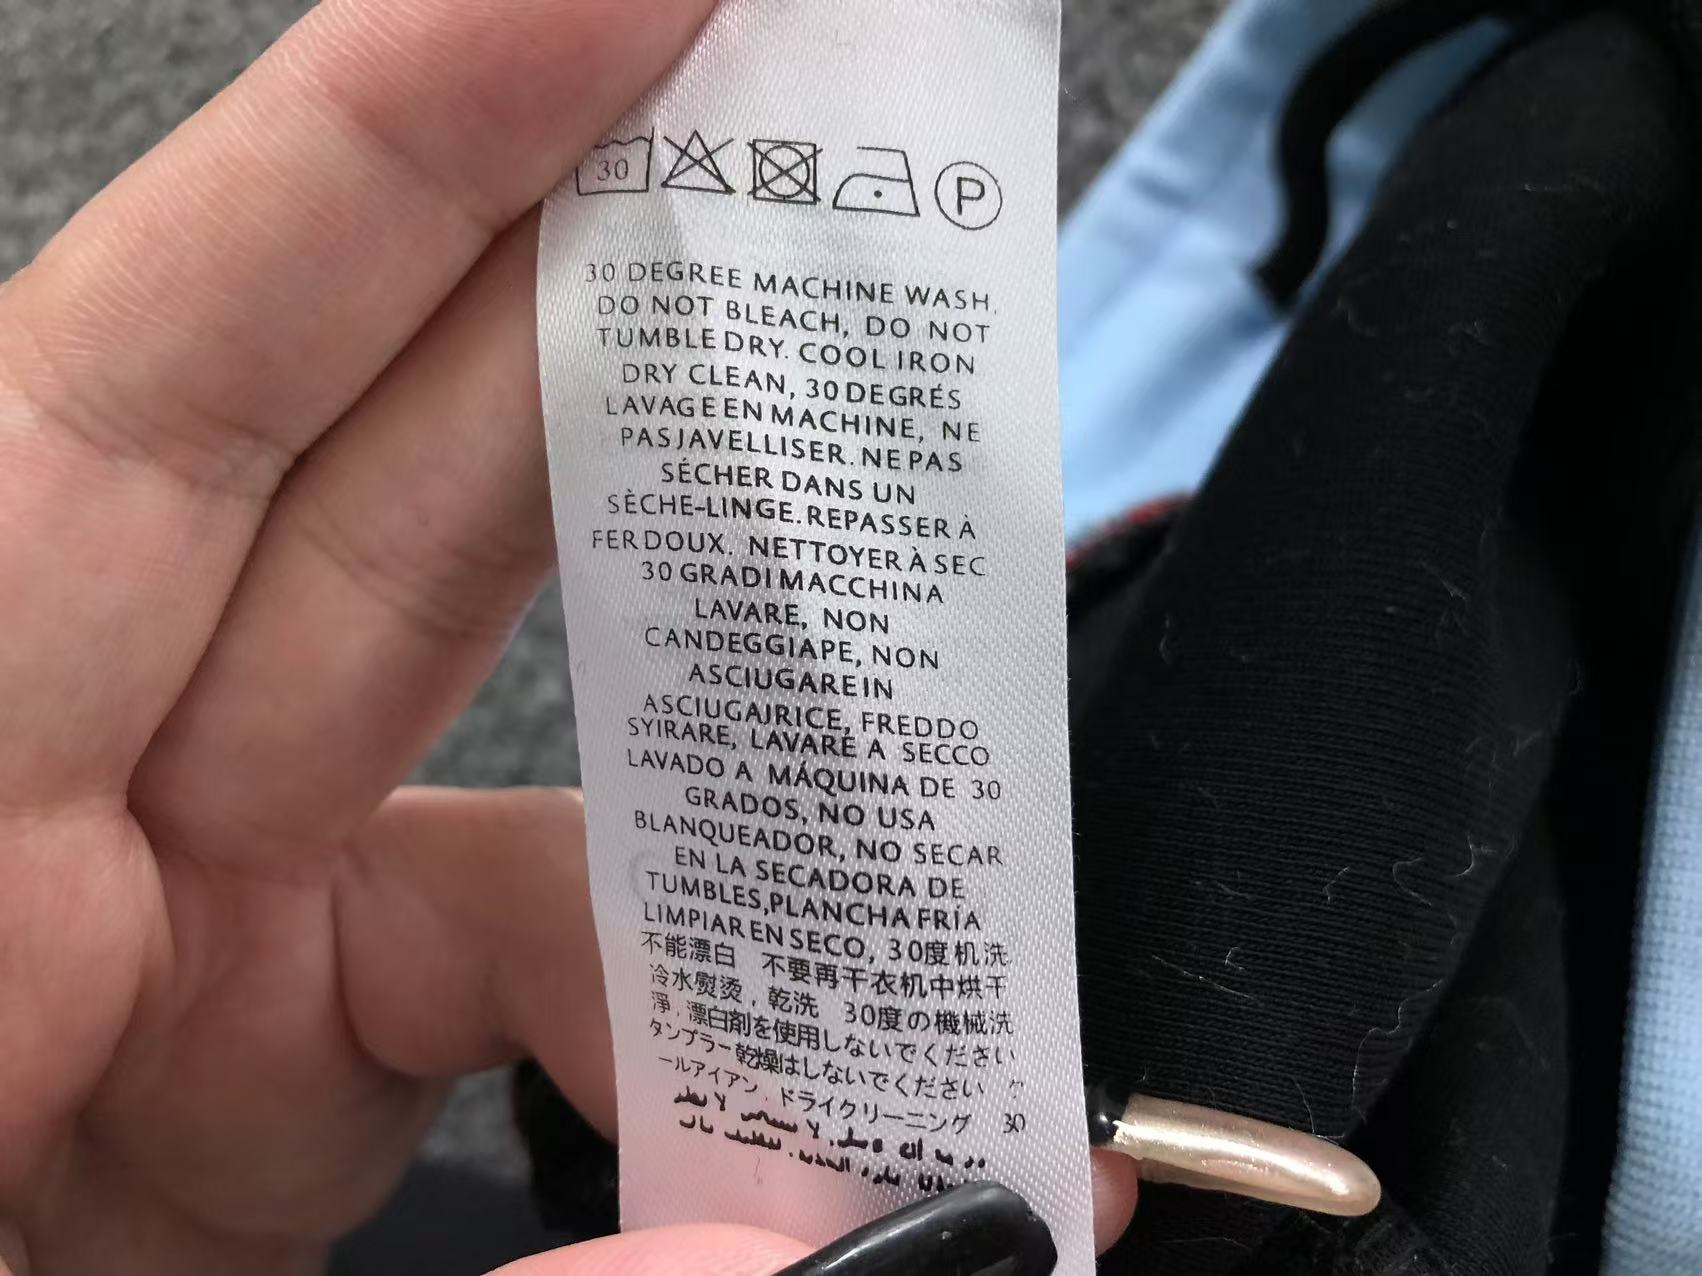 30
P
30 DEGREE MACHINE WASH,
DO NOT BLEACH, DO NOT
TUMBLE DRY. COOL IRON
DRY CLEAN, 30 DEGRÉS
LAVAGE EN MACHINE, NE
PAS JAVELLISER. NE PAS
SÉCHER DANS UN
SÈCHE-LINGE. REPASSER À
FER DOUX. NETTOYER À SEC
30 GRADI MACCHINA
LAVARE, NON
CANDEGGIAPE, NON
ASCIUGARE IN
ASCIUGAJRICE, FREDDO
SYIRARE, LAVARE A SECCO
LAVADO A MÁQUINA DE 30
GRADOS, NO USA
BLANQUEADOR, NO SECAR
EN LA SECADORA DE
TUMBLES, PLANCHA FRÍA
LIMPIAR EN SECO, 30度机洗
不能漂白 不要再干衣机中烘干
冷水熨烫，乾洗 30度の機械洗
淨，漂白剤を使用しないでください
タンプラー乾燥はしないでください
ールアイアン ドライクリーニング 30